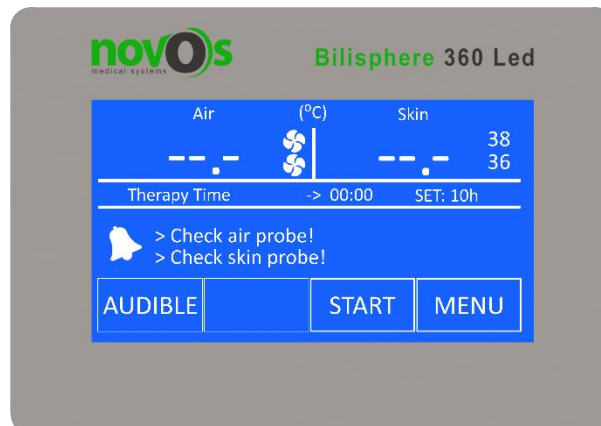 novos
medical systems
Bilisphere 360 Led
Air (°C) Skin
--.- --.- 38
36
Therapy Time -> 00:00 SET: 10h
> Check air probe!
> Check skin probe!
AUDIBLE START MENU